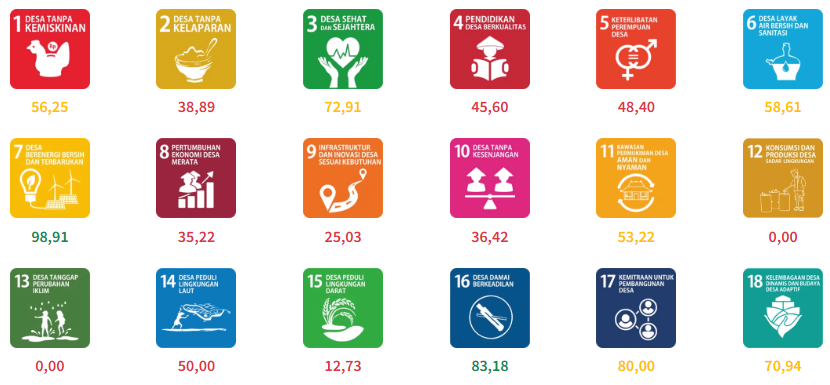 1 DESA TANPA
KEMISKINAN
Rp
56,25
2 DESA TANPA
KELAPARAN
38,89
3 DESA SEHAT
DAN SEJAHTERA
72,91
4 PENDIDIKAN
DESA BERKUALITAS
45,60
5 KETERLIBATAN
PEREMPUAN
DESA
48,40
6 DESA LAYAK
AIR BERSIH DAN
SANITASI
58,61
7 DESA
BERENERGI BERSIH
DAN TERBARUKAN
98,91
8 PERTUMBUHAN
EKONOMI DESA
MERATA
35,22
9 INFRASTRUKTUR
DAN INOVASI DESA
SESUAI KEBUTUHAN
25,03
10 DESA TANPA
KESENJANGAN
36,42
11 KAWASAN
PERMUKIMAN DESA
AMAN DAN
NYAMAN
53,22
12 KONSUMSI DAN
PRODUKSI DESA
SADAR LINGKUNGAN
0,00
13 DESA TANGGAP
PERUBAHAN
IKLIM
0,00
14 DESA PEDULI
LINGKUNGAN
LAUT
50,00
15 DESA PEDULI
LINGKUNGAN
DARAT
12,73
16 DESA DAMAI
BERKEADILAN
83,18
17 KEMITRAAN UNTUK
PEMBANGUNAN
DESA
80,00
18 KELEMBAGAAN DESA
DINAMIS DAN BUDAYA
DESA ADAPTIF
70,94